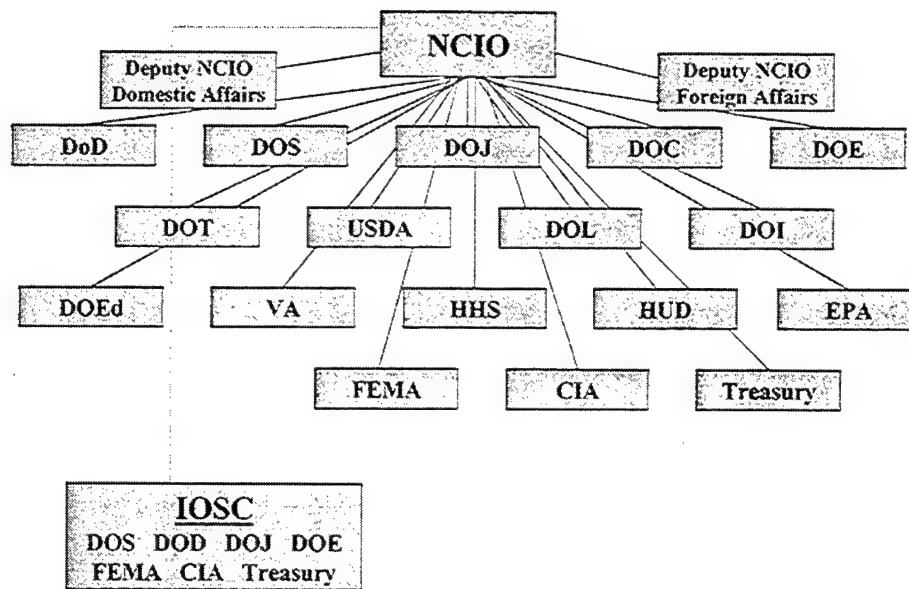 NCIO
Deputy NCIO
Domestic Affairs
Deputy NCIO
Foreign Affairs
DoD
DOS
DOJ
DOC
DOE
DOT
USDA
DOL
DOI
DOEd
VA
HHS
HUD
EPA
FEMA
CIA
Treasury
IOSC
DOS DOD DOJ DOE
FEMA CIA Treasury